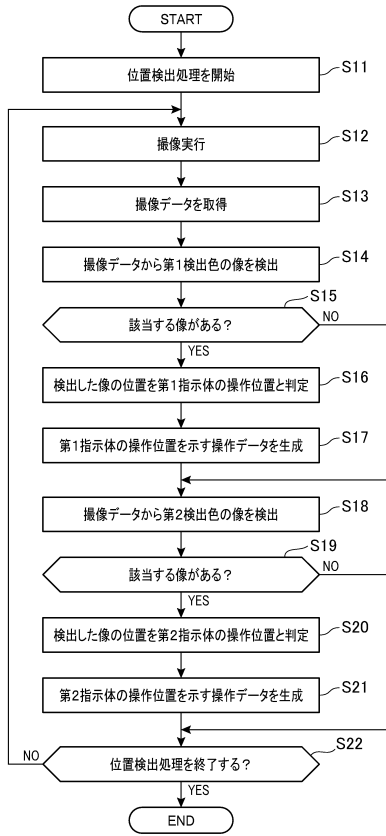 START
位置検出処理を開始
S11
撮像実行
S12
撮像データを取得
S13
撮像データから第1検出色の像を検出
S14
該当する像がある？
S15
NO
YES
検出した像の位置を第1指示体の操作位置と判定
S16
第1指示体の操作位置を示す操作データを生成
S17
撮像データから第2検出色の像を検出
S18
該当する像がある？
S19
NO
YES
検出した像の位置を第2指示体の操作位置と判定
S20
第2指示体の操作位置を示す操作データを生成
S21
位置検出処理を終了する？
S22
NO
YES
END